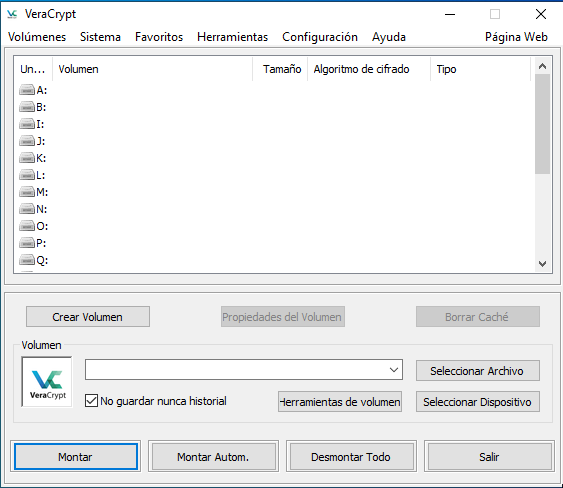 VeraCrypt
Volúmenes Sistema Favoritos Herramientas Configuración Ayuda Página Web
Un... Volumen Tamaño Algoritmo de cifrado Tipo
A:
B:
I:
J:
K:
L:
M:
N:
O:
P:
Q:
Crear Volumen Propiedades del Volumen Borrar Caché
Volumen
VeraCrypt
Seleccionar Archivo
No guardar nunca historial Herramientas de volumen Seleccionar Dispositivo
Montar Montar Autom. Desmontar Todo Salir